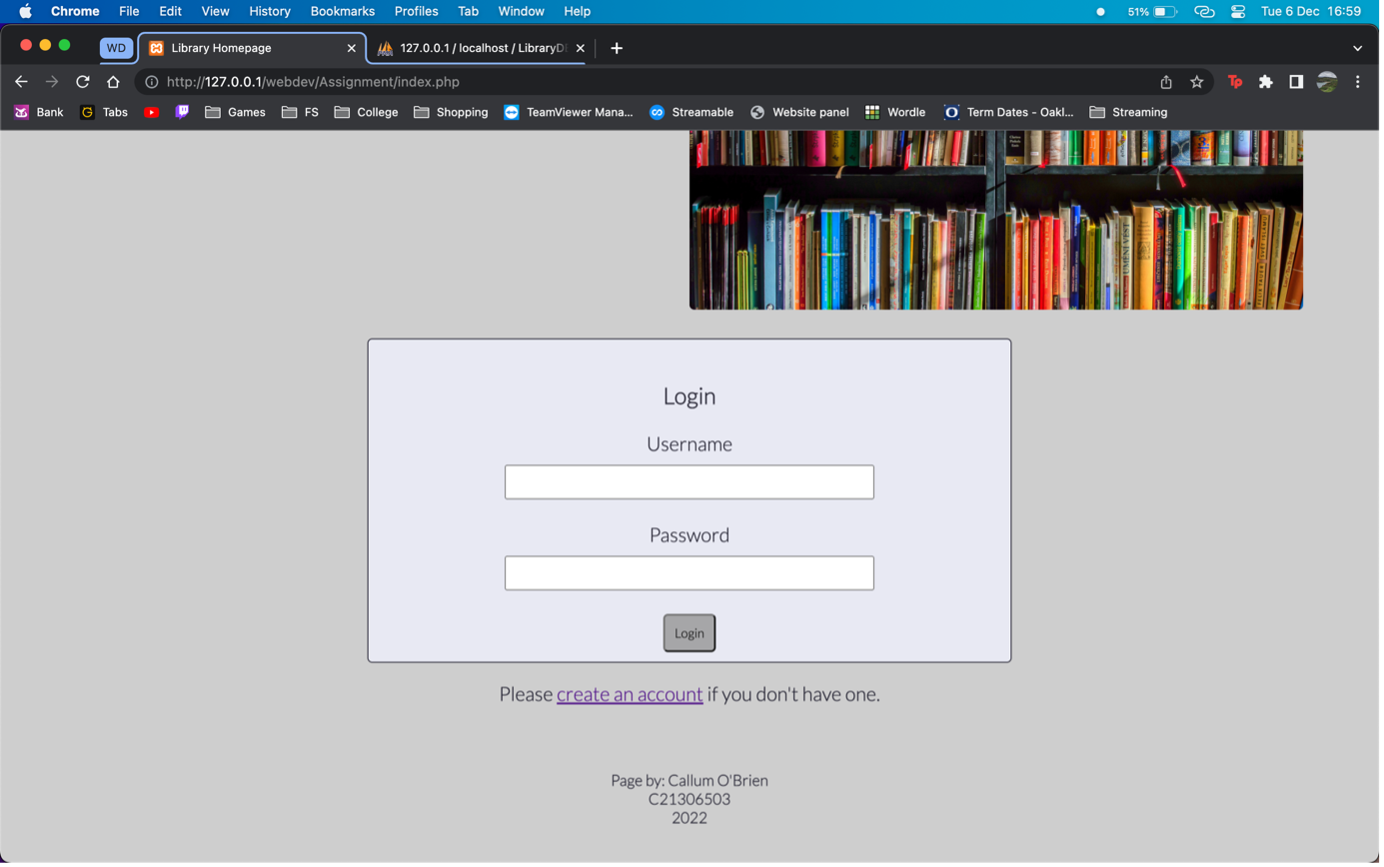 Chrome File Edit View History Bookmarks Profiles Tab Window Help 51% Tue 6 Dec 16:59
WD Library Homepage 127.0.0.1 / localhost / LibraryD
http://127.0.0.1/webdev/Assignment/index.php Tp
Bank G Tabs Games FS College Shopping TeamViewer Mana... Streamable Website panel Wordle Term Dates - Oakl... Streaming
Login
Username
Password
Login
Please create an account if you don't have one.
Page by: Callum O'Brien
C21306503
2022